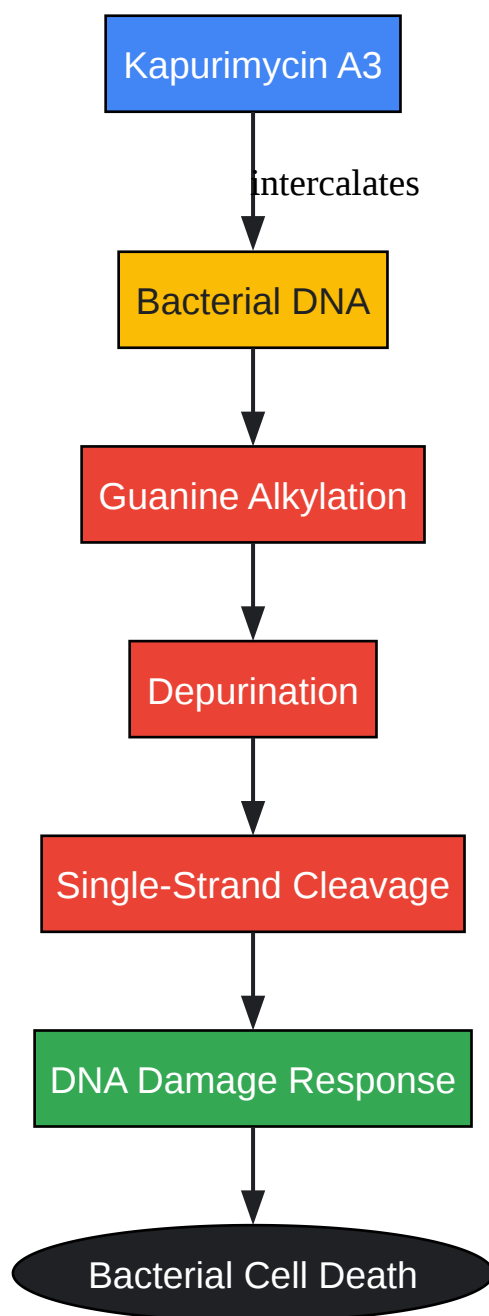 Kapurimycin A3
intercalates
Bacterial DNA
Guanine Alkylation
Depurination
Single-Strand Cleavage
DNA Damage Response
Bacterial Cell Death